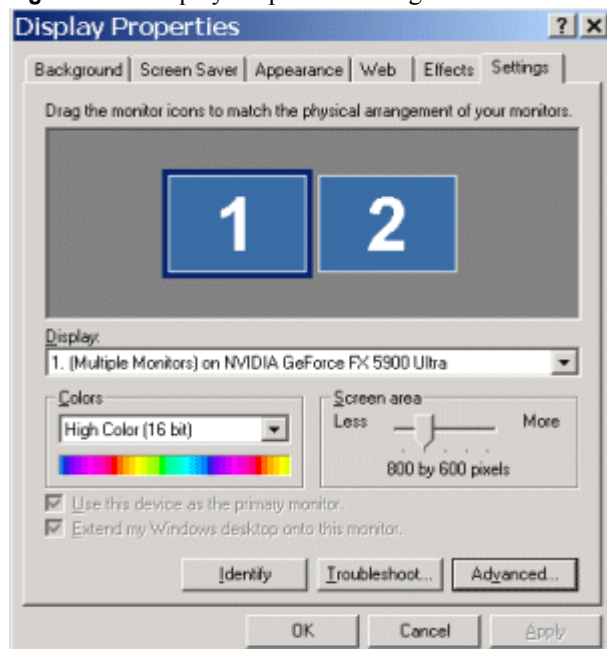 Display Properties
Background Screen Saver Appearance Web Effects Settings
Drag the monitor icons to match the physical arrangement of your monitors.
1 2
Display:
1. (Multiple Monitors) on NVIDIA GeForce FX 5900 Ultra
Colors
High Color (16 bit)
Screen area
Less More
800 by 600 pixels
Use this device as the primary monitor.
Extend my Windows desktop onto this monitor.
Identify Troubleshoot... Advanced...
OK Cancel Apply